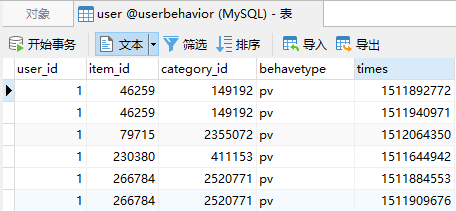 对象
user @userbehavior (MySQL) - 表
开始事务 文本 筛选 排序 导入 导出
user_id item_id category_id behavetype times
1 46259 149192 pv 1511892772
1 46259 149192 pv 1511940971
1 79715 2355072 pv 1512064350
1 230380 411153 pv 1511644942
1 266784 2520771 pv 1511884553
1 266784 2520771 pv 1511909676